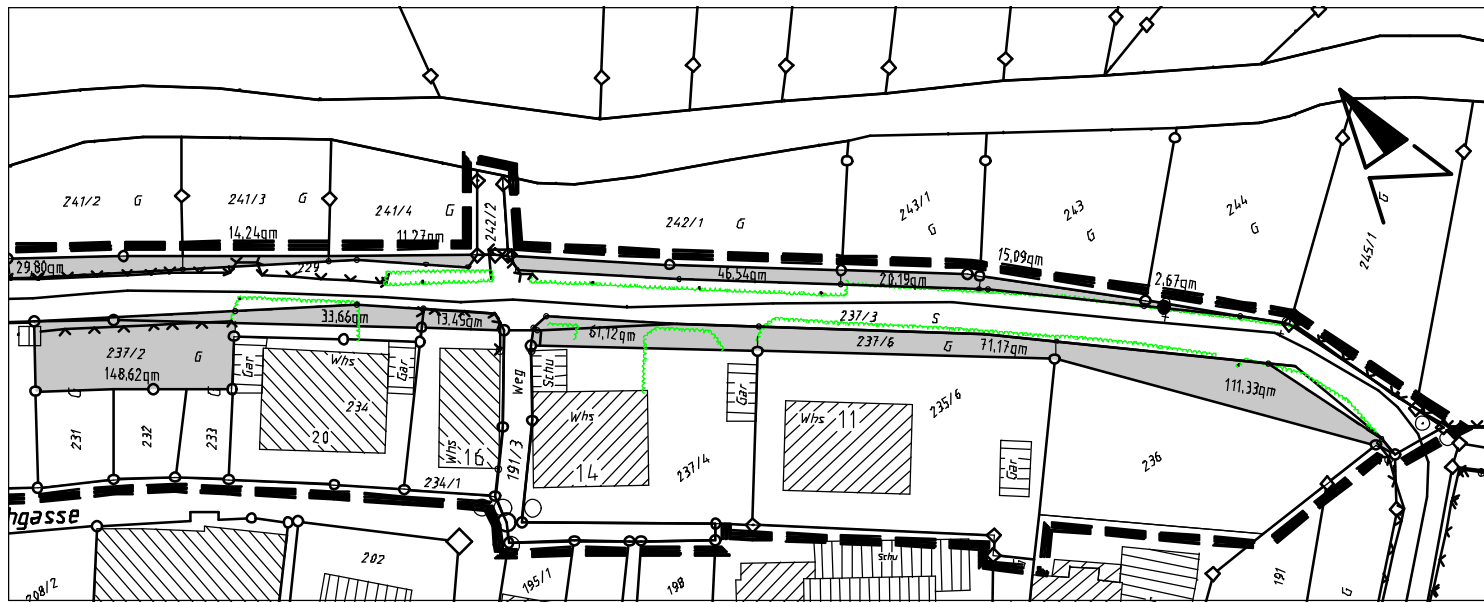 241/2 G
241/3 G
241/4 G
242/2
242/1 G
243/1
G
243
G
244
G
245/1
G
14,24qm
11,27qm
29,80qm
229
46,54qm
20,19qm
15,09qm
2,67qm
33,66qm
13,45qm
61,12qm
237/3 S
237/6 G 71,17qm
111,33qm
237/2 G
148,62qm
Gar
Whs
Gar
234
20
G
G
231
232
233
Whs
16
234/1
Weg
191/3
Schu
Whs
14
237/4
Gar
Whs 11
235/6
Gar
236
hgasse
208/2
202
195/1
198
Schu
191
G